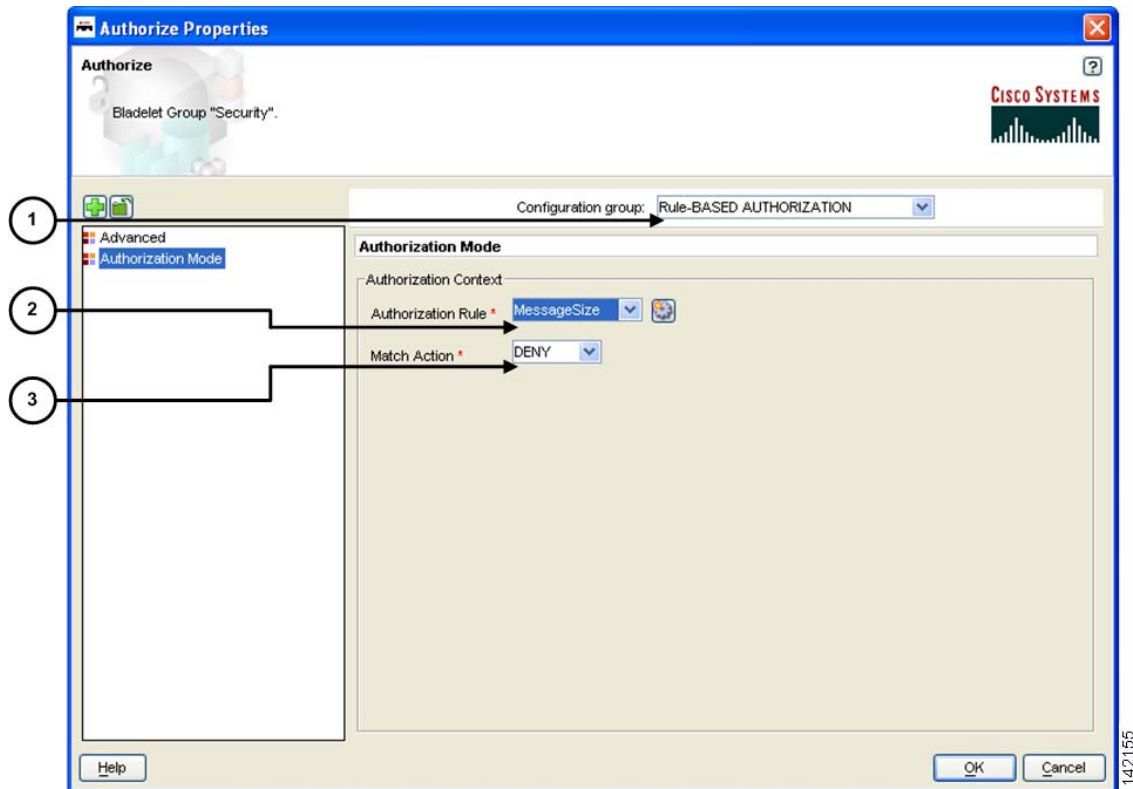 Authorize Properties
Authorize
?
Bladelet Group "Security".
CISCO SYSTEMS
1
Configuration group: Rule-BASED AUTHORIZATION
Advanced
Authorization Mode
Authorization Mode
Authorization Context
2
Authorization Rule * MessageSize
Match Action * DENY
3
Help
OK
Cancel
142155